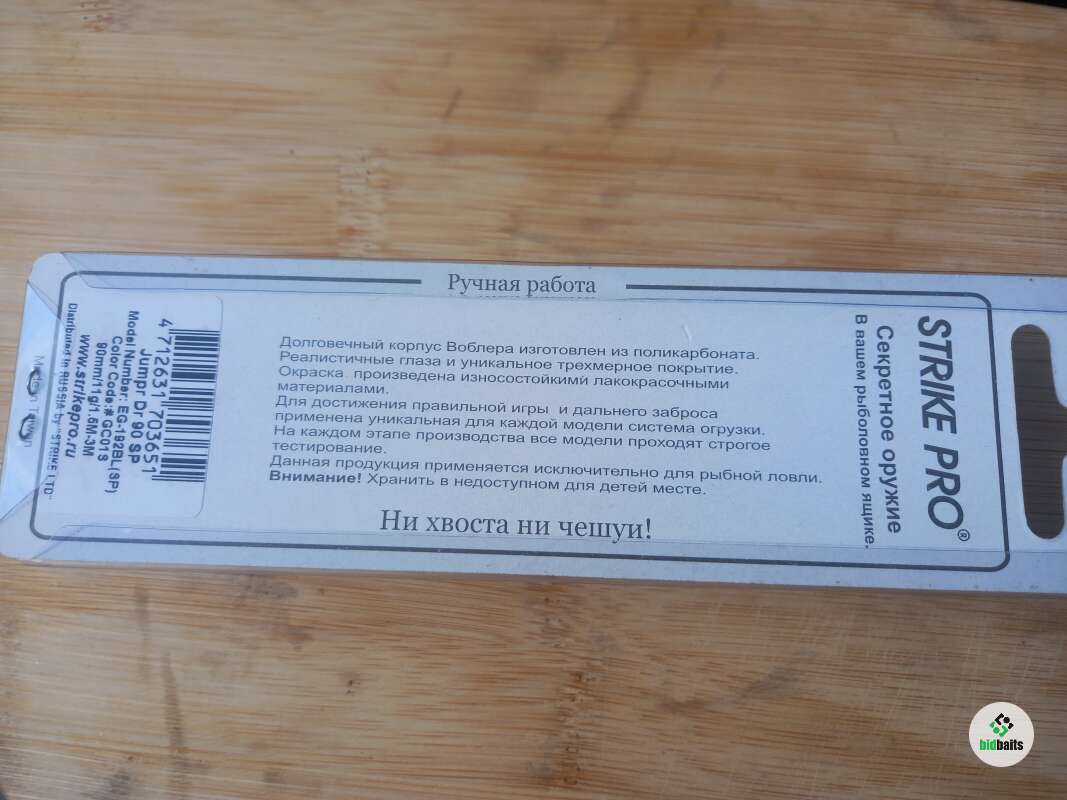 Ручная работа
STRIKE PRO®
Секретное оружие
В вашем рыболовном ящике.
Долговечный корпус Воблера изготовлен из поликарбоната.
Реалистичные глаза и уникальное трехмерное покрытие.
Окраска произведена износостойкими лакокрасочными
материалами.
Для достижения правильной игры и дальнего заброса
применена уникальная для каждой модели система огрузки.
На каждом этапе производства все модели проходят строгое
тестирование.
Данная продукция применяется исключительно для рыбной ловли.
Внимание! Хранить в недоступном для детей месте.
Ни хвоста ни чешуи!
4 712631 703651
Jumpr Dr 90 SP
Model Number: EG-192BL(SP)
Color Code:# GC01S
90mm/11g/1.5M-3M
www.strikepro.ru
Distributed in RUSSIA by "STRIKE LTD"
Made in Taiwan
bidbaits